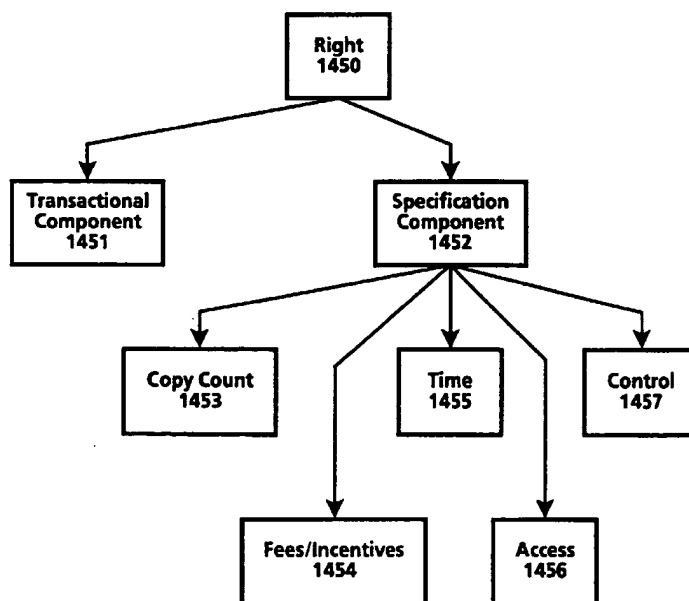 Right
1450
Transactional
Component
1451
Specification
Component
1452
Copy Count
1453
Time
1455
Control
1457
Fees/Incentives
1454
Access
1456